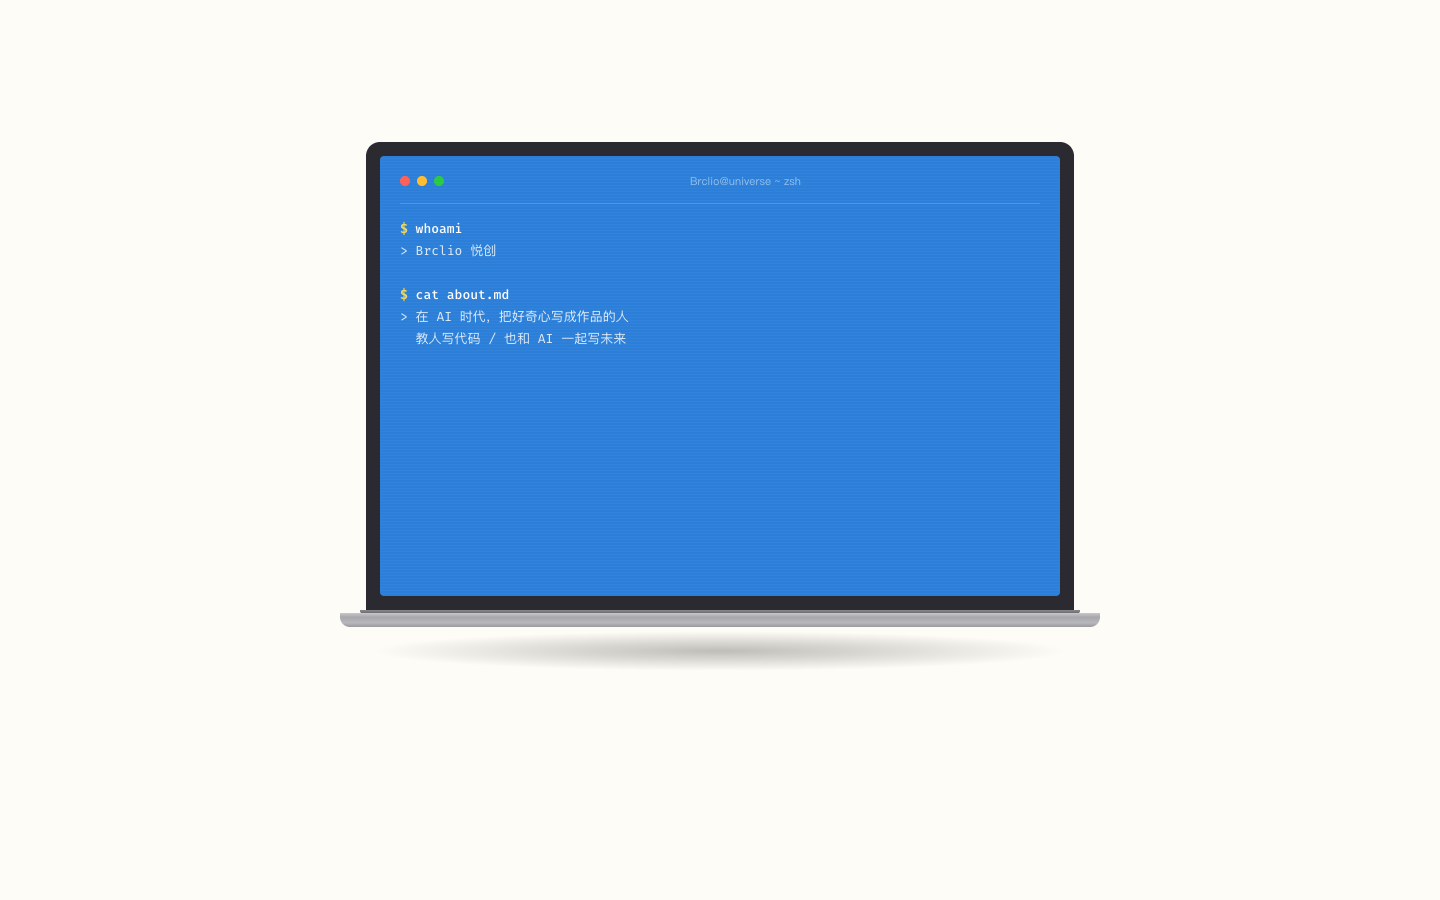 Brclio@universe ~ zsh
$ whoami
> Brclio 悦创
$ cat about.md
> 在 AI 时代，把好奇心写成作品的人
教人写代码 / 也和 AI 一起写未来